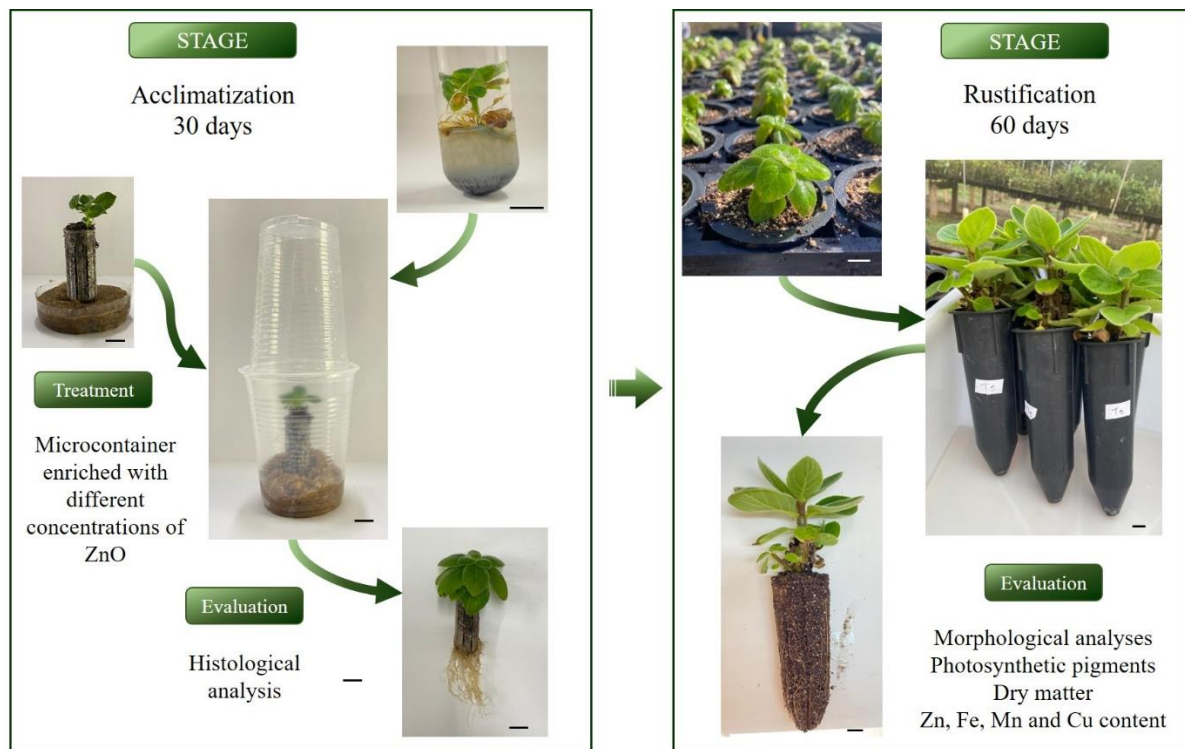 STAGE
Acclimatization
30 days
Treatment
Microcontainer
enriched with
different
concentrations of
ZnO
Evaluation
Histological
analysis
STAGE
Rustification
60 days
Evaluation
Morphological analyses
Photosynthetic pigments
Dry matter
Zn, Fe, Mn and Cu content